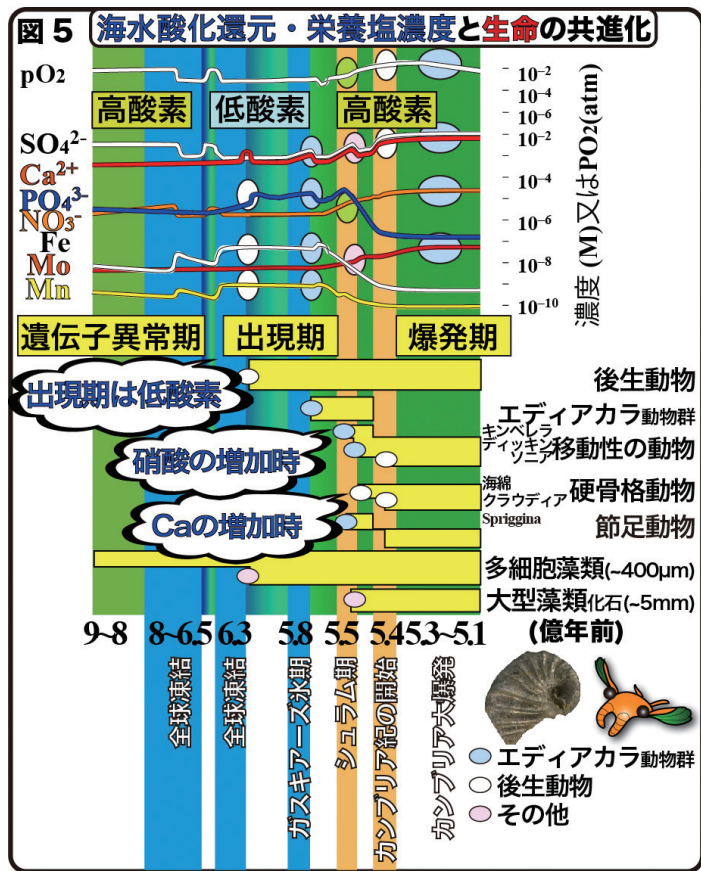 図5 海水酸化還元・栄養塩濃度と生命の共進化
pO2
高酸素 低酸素 高酸素
SO4²⁻
Ca²⁺
PO4³⁻
NO3⁻
Fe
Mo
Mn
10⁻²
10⁻⁴
10⁻⁶
10⁻²
10⁻⁴
10⁻⁶
10⁻⁸
10⁻¹⁰
濃度(M)又はPO2(atm)
遺伝子異常期 出現期 爆発期
出現期は低酸素
硝酸の増加時
Caの増加時
後生動物
エディアカラ動物群
キンベレラ
ディッキン
ソニア
移動性の動物
海綿
クラウディア
硬骨格動物
Spriggina
節足動物
多細胞藻類(~400μm)
大型藻類化石(~5mm)
9~8 8~6.5 6.3 5.8 5.5 5.4 5.3~5.1 (億年前)
全球凍結
全球凍結
ガスキアーズ氷期
シュラム期
カンブリア紀の開始
カンブリア大爆発
エディアカラ動物群
後生動物
その他